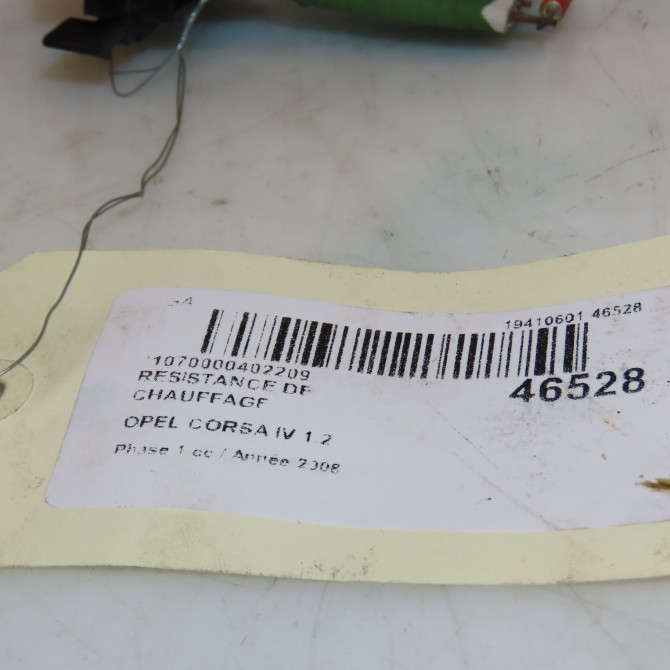 19410601 46528
1070000402209
46528
RESISTANCE DE
CHAUFFAGE
OPEL CORSA IV 1.2
Phase 1 cc / Année 2008